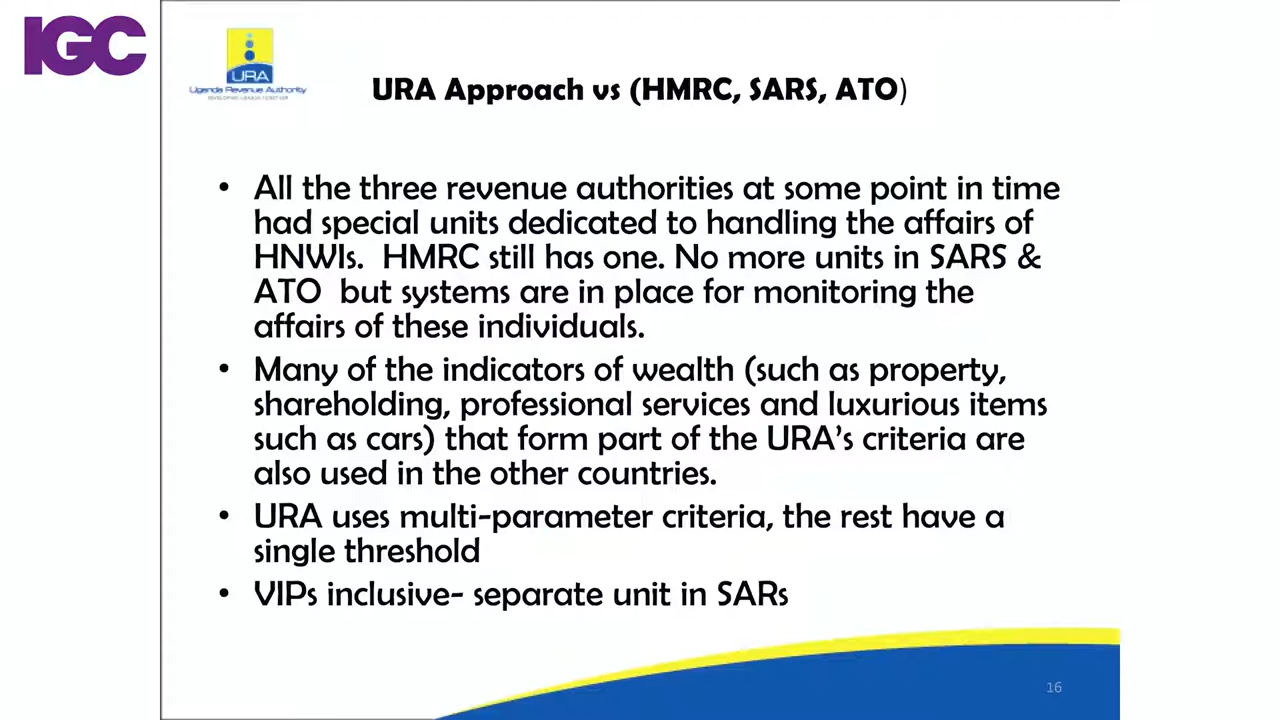 IGC
URA
Uganda Revenue Authority
DEVELOPING UGANDA TOGETHER
URA Approach vs (HMRC, SARS, ATO)
• All the three revenue authorities at some point in time
had special units dedicated to handling the affairs of
HNWIs. HMRC still has one. No more units in SARS &
ATO but systems are in place for monitoring the
affairs of these individuals.
• Many of the indicators of wealth (such as property,
shareholding, professional services and luxurious items
such as cars) that form part of the URA's criteria are
also used in the other countries.
• URA uses multi-parameter criteria, the rest have a
single threshold
• VIPs inclusive- separate unit in SARs
16